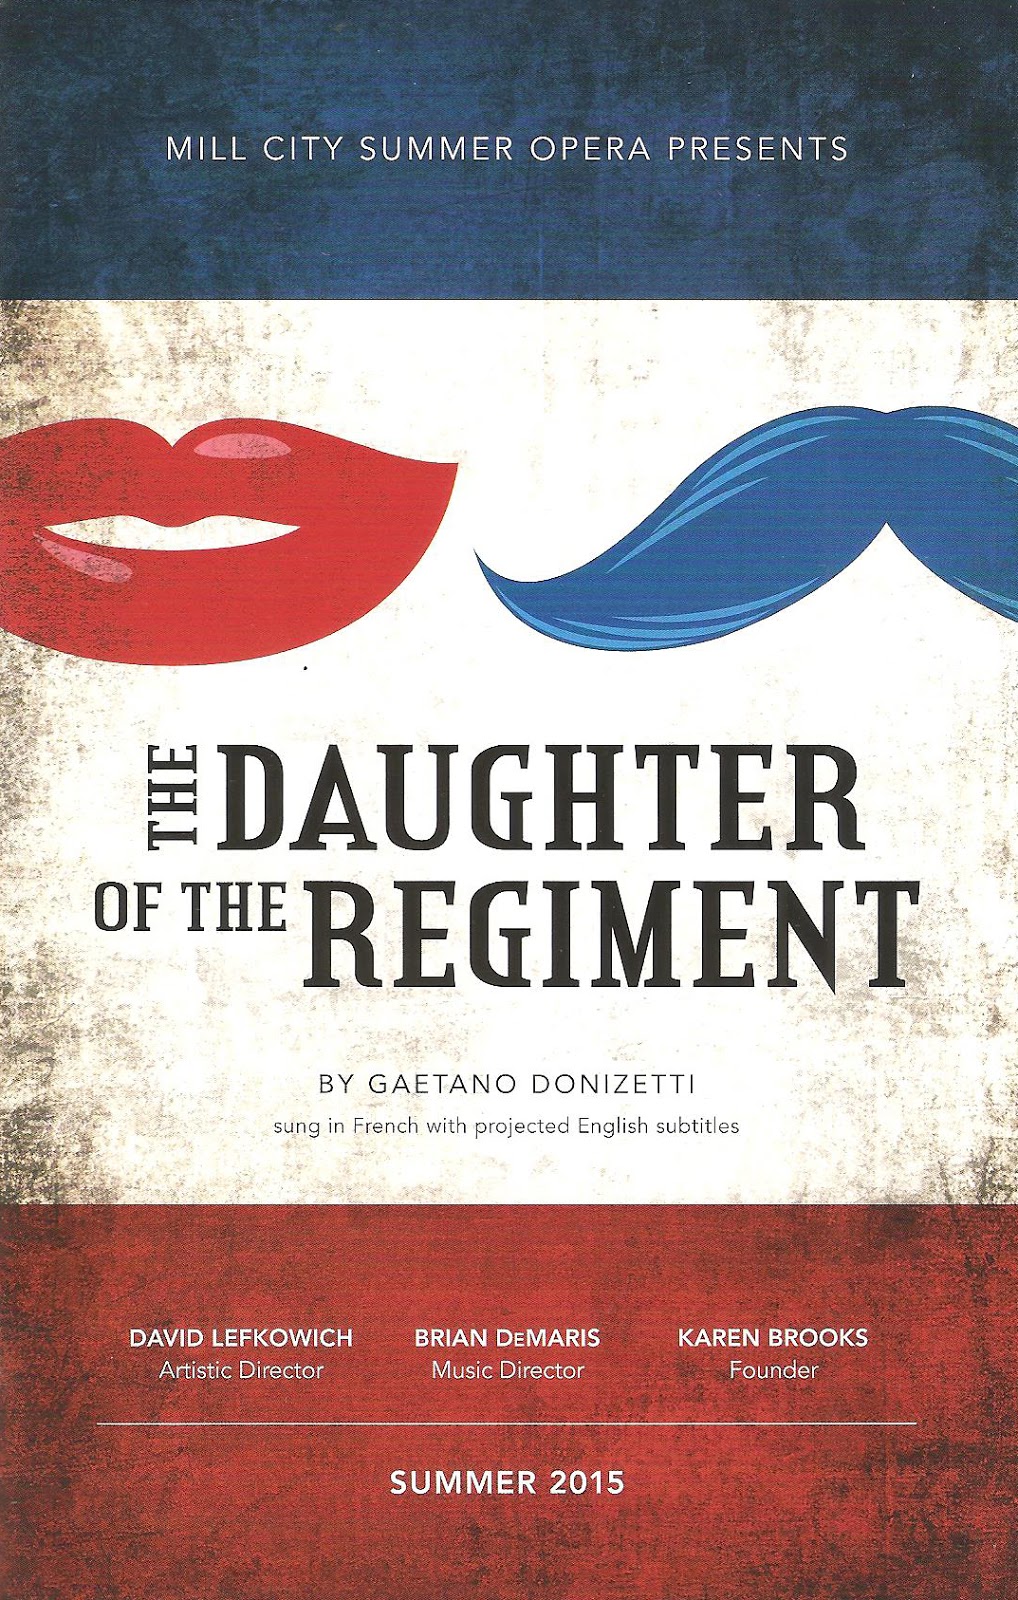 MILL CITY SUMMER OPERA PRESENTS
THE DAUGHTER
OF THE REGIMENT
BY GAETANO DONIZETTI
sung in French with projected English subtitles
DAVID LEFKOWICH BRIAN DEMARIS KAREN BROOKS
Artistic Director Music Director Founder
SUMMER 2015